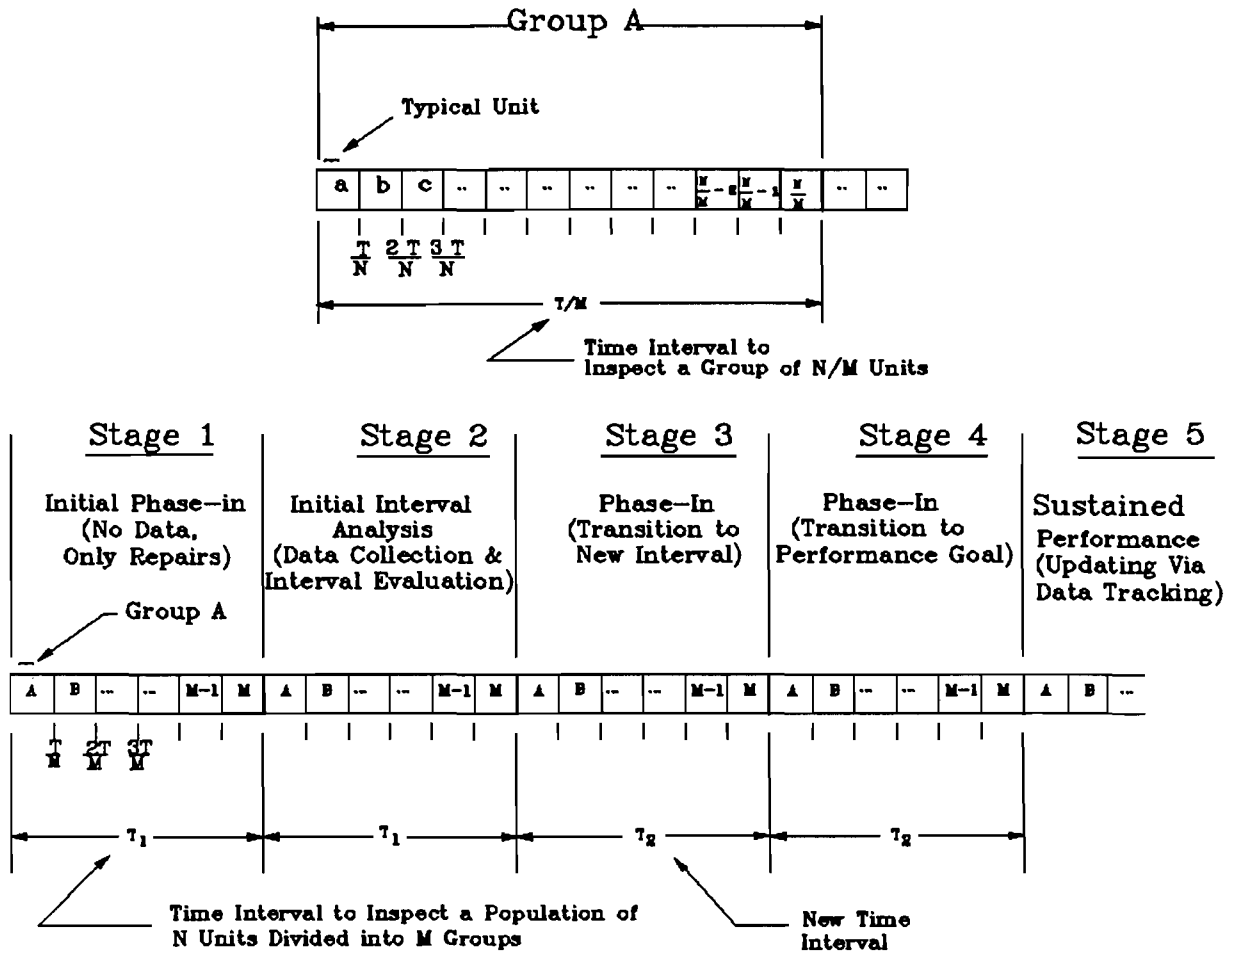 Group A
Typical Unit
a b c .. .. .. .. .. .. N/M - 2 N/M - 1 N/M .. ..
T/N 2 T/N 3 T/N
T/M
Time Interval to
Inspect a Group of N/M Units
Stage 1 Stage 2 Stage 3 Stage 4 Stage 5
Initial Phase-in
(No Data,
Only Repairs)
Initial Interval
Analysis
(Data Collection &
Interval Evaluation)
Phase-In
(Transition to
New Interval)
Phase-In
(Transition to
Performance Goal)
Sustained
Performance
(Updating Via
Data Tracking)
Group A
A B ... ... M-1 M A B ... ... M-1 M A B ... ... M-1 M A B ... ... M-1 M A B ...
T/M 2T/M 3T/M
T1 T1 T2 T2
Time Interval to Inspect a Population of
N Units Divided into M Groups
New Time
Interval